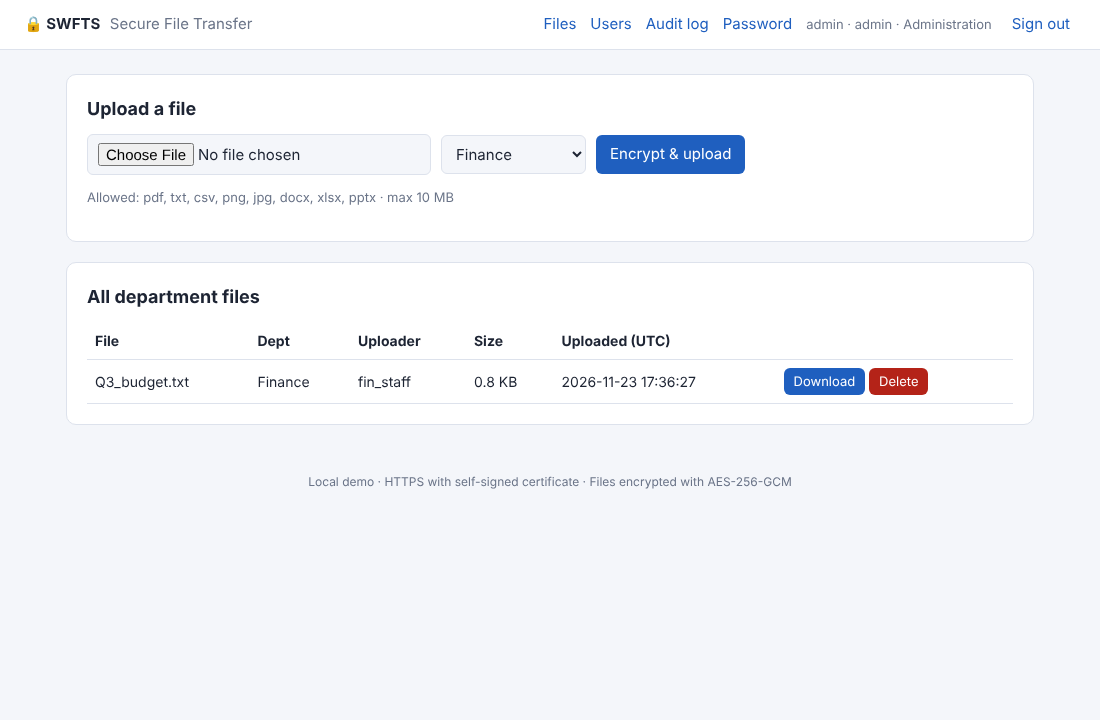 🔒 SWFTS Secure File Transfer Files Users Audit log Password admin · admin · Administration Sign out
Upload a file
Choose File No file chosen Finance Encrypt & upload
Allowed: pdf, txt, csv, png, jpg, docx, xlsx, pptx · max 10 MB
All department files
File Dept Uploader Size Uploaded (UTC)
Q3_budget.txt Finance fin_staff 0.8 KB 2026-11-23 17:36:27 Download Delete
Local demo · HTTPS with self-signed certificate · Files encrypted with AES-256-GCM